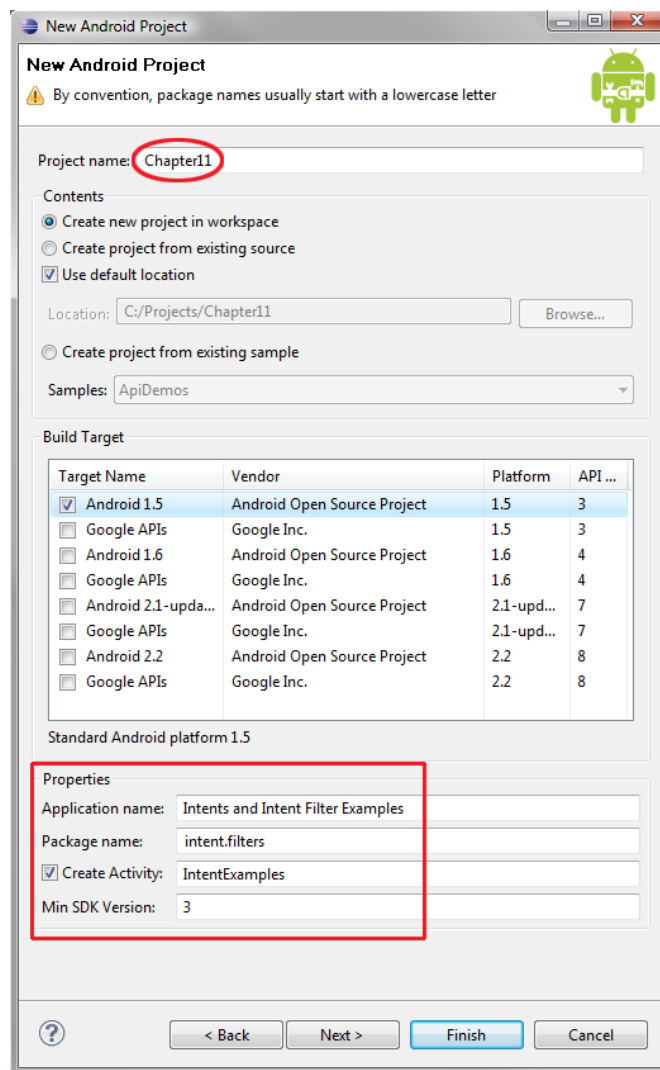 New Android Project
New Android Project
By convention, package names usually start with a lowercase letter
Project name: Chapter11
Contents
Create new project in workspace
Create project from existing source
Use default location
Location: C:/Projects/Chapter11 Browse...
Create project from existing sample
Samples: ApiDemos
Build Target
Target Name Vendor Platform API ...
Android 1.5 Android Open Source Project 1.5 3
Google APIs Google Inc. 1.5 3
Android 1.6 Android Open Source Project 1.6 4
Google APIs Google Inc. 1.6 4
Android 2.1-upda... Android Open Source Project 2.1-upd... 7
Google APIs Google Inc. 2.1-upd... 7
Android 2.2 Android Open Source Project 2.2 8
Google APIs Google Inc. 2.2 8
Standard Android platform 1.5
Properties
Application name: Intents and Intent Filter Examples
Package name: intent.filters
Create Activity: IntentExamples
Min SDK Version: 3
? < Back Next > Finish Cancel